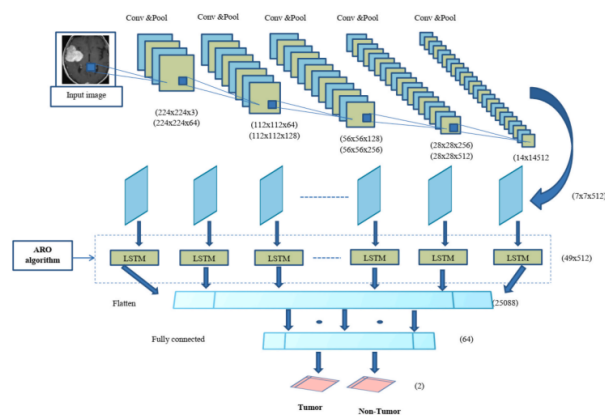 Conv &Pool Conv &Pool Conv &Pool Conv &Pool Conv &Pool
Input image
(224x224x3)
(224x224x64)
(112x112x64)
(112x112x128)
(56x56x128)
(56x56x256)
(28x28x256)
(28x28x512)
(14x14512
(7x7x512)
ARO
algorithm
LSTM LSTM LSTM LSTM LSTM LSTM
(49x512)
Flatten
(25088)
Fully connected
(64)
(2)
Tumor
Non-Tumor